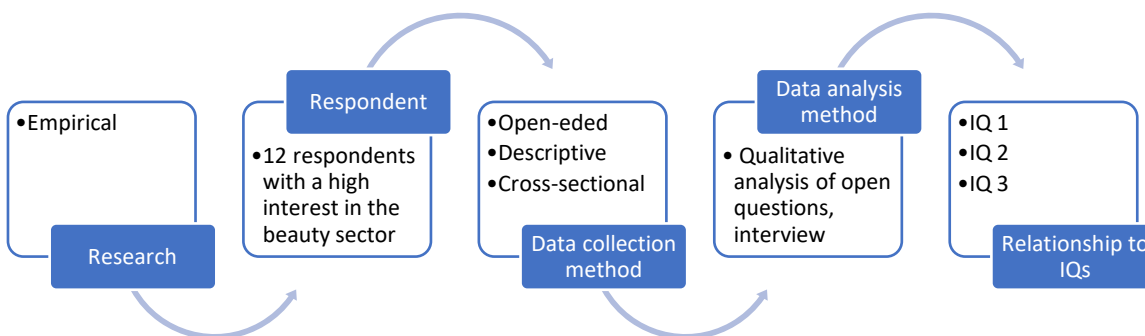 •Empirical
Research
Respondent
•12 respondents
with a high
interest in the
beauty sector
•Open-eded
•Descriptive
•Cross-sectional
Data collection
method
Data analysis
method
• Qualitative
analysis of open
questions,
interview
•IQ 1
•IQ 2
•IQ 3
Relationship to
IQs